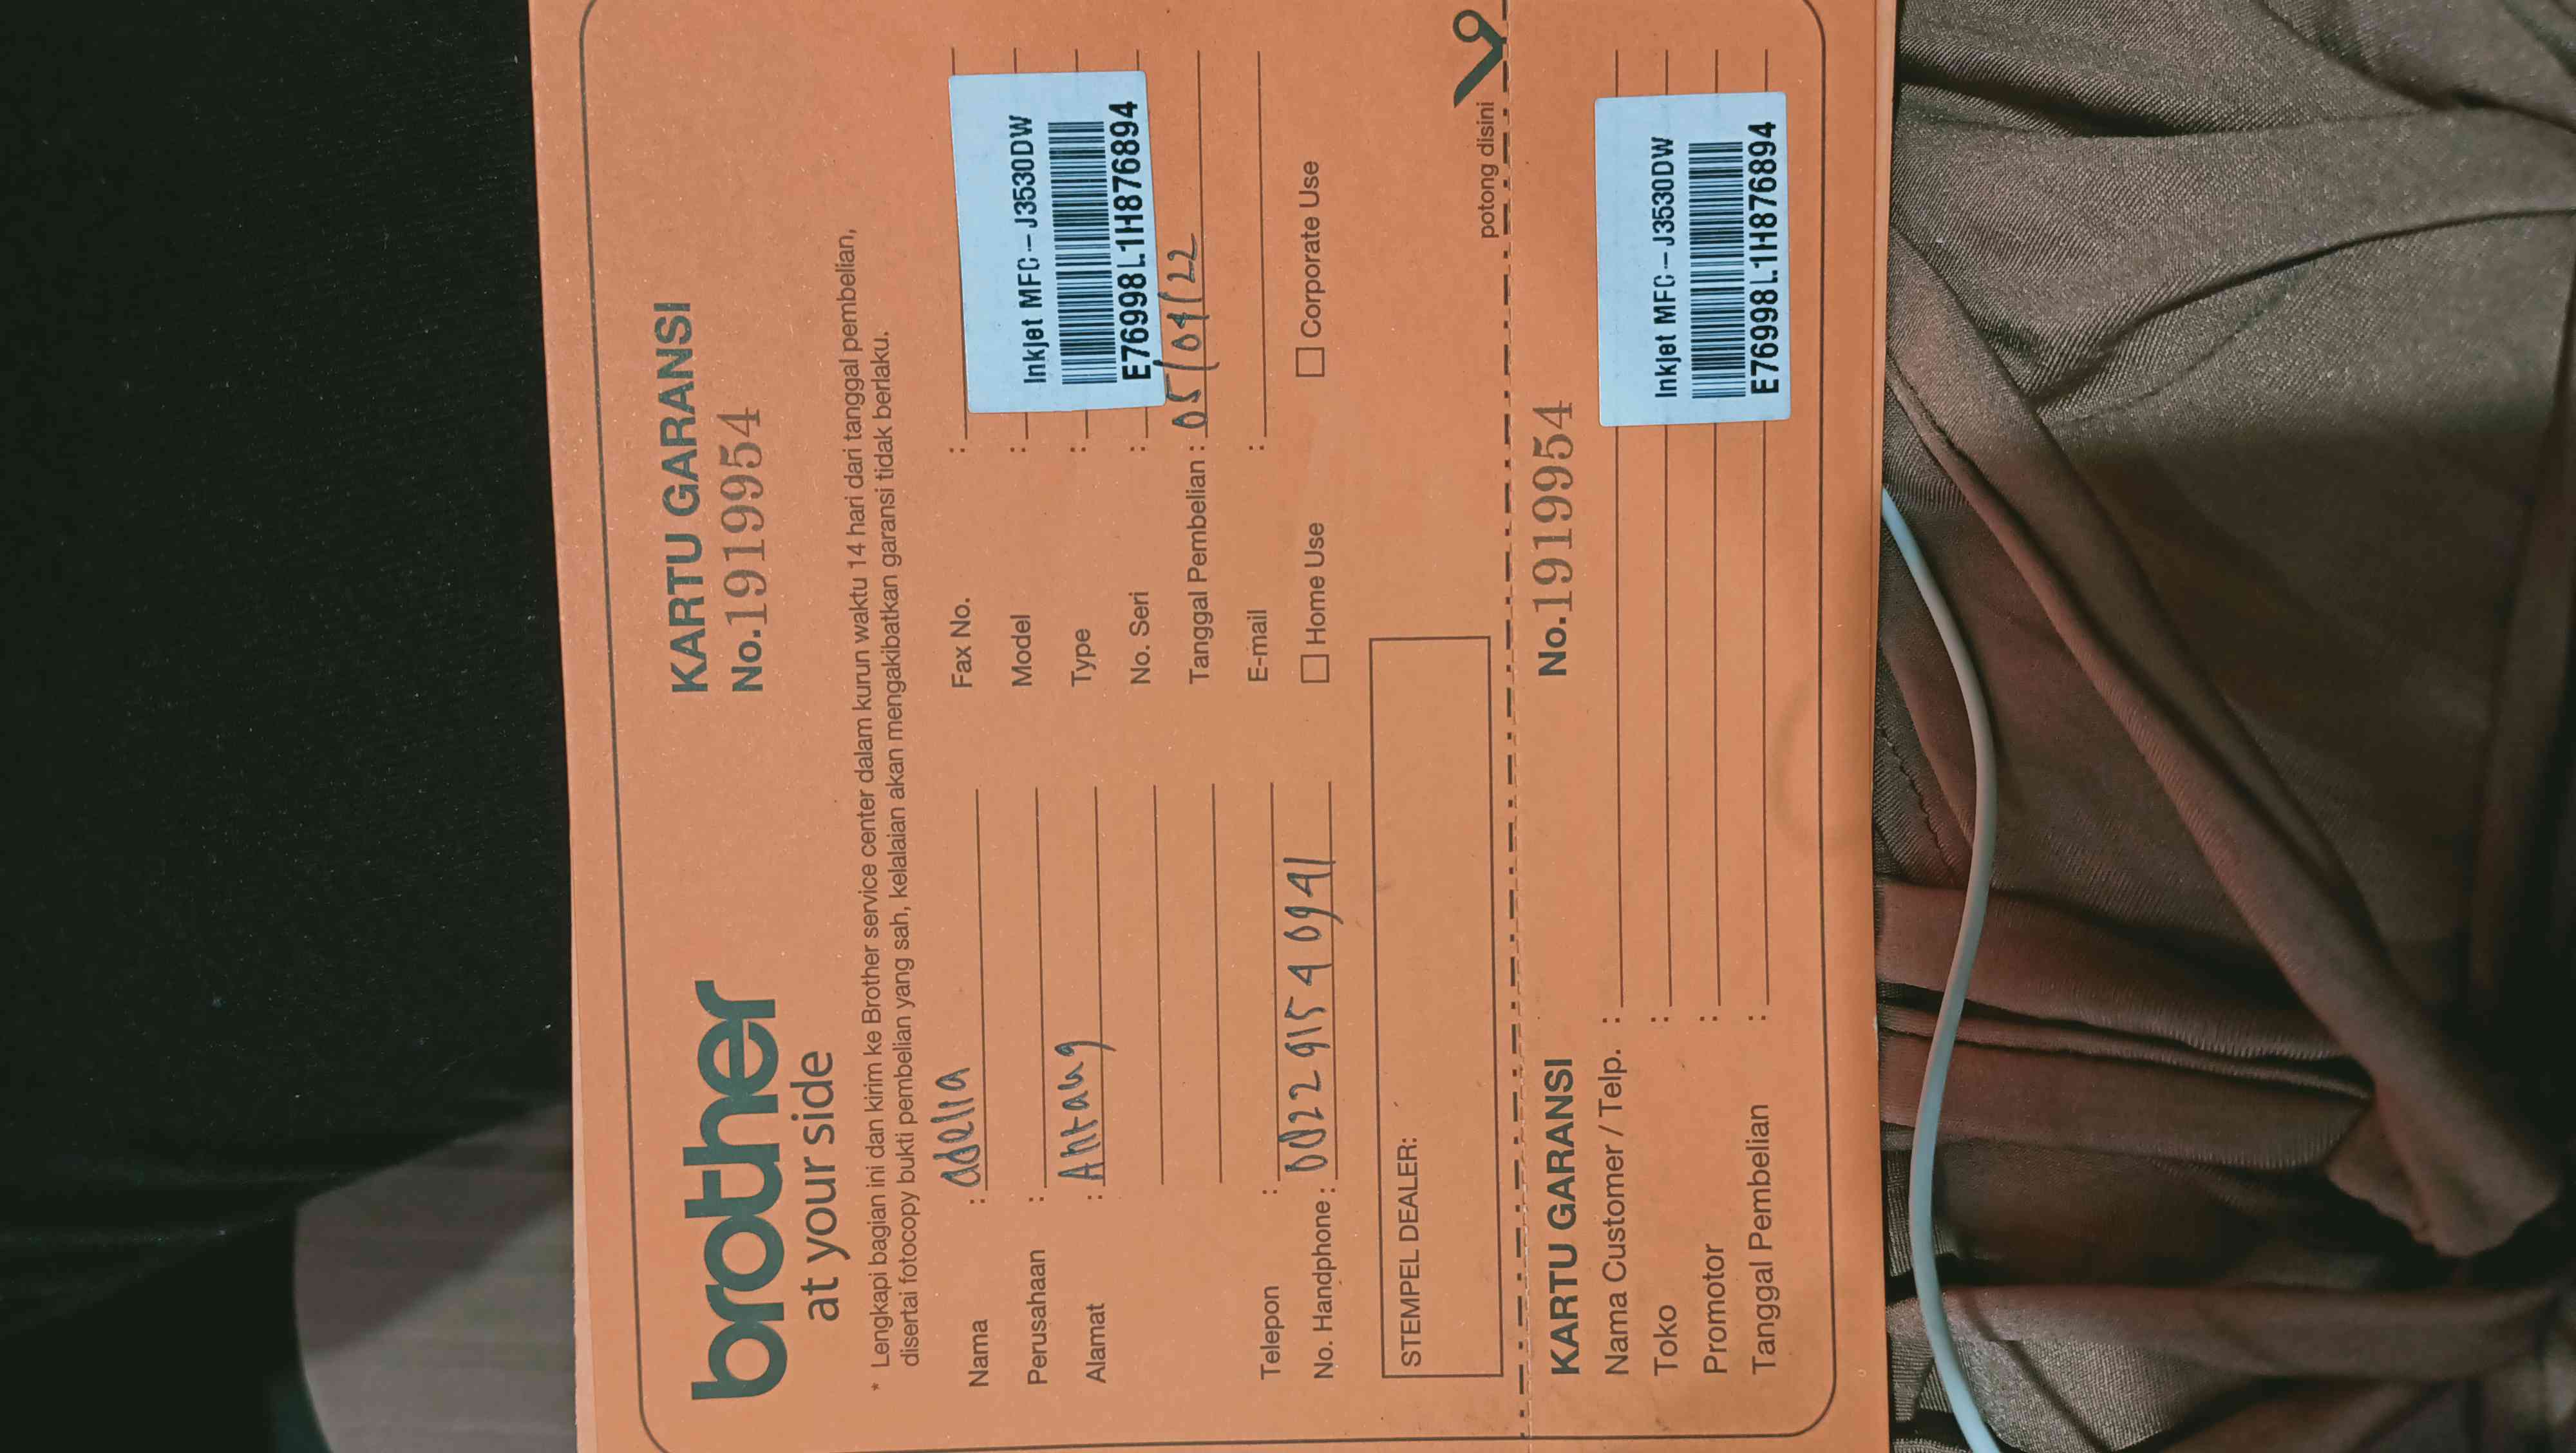 brother
at your side
KARTU GARANSI
No.1919954
* Lengkapi bagian ini dan kirim ke Brother service center dalam kurun waktu 14 hari dari tanggal pembelian,
disertai fotocopy bukti pembelian yang sah, kelalaian akan mengakibatkan garansi tidak berlaku.
Nama : adelia
Perusahaan :
Alamat : Antang
Telepon :
No. Handphone : 082291540941
Fax No. :
Model :
Type :
No. Seri :
Inkjet MFC-J3530DW
E76998L1H876894
Tanggal Pembelian : 05/04/22
E-mail :
Home Use Corporate Use
STEMPEL DEALER:
potong disini
KARTU GARANSI No.1919954
Nama Customer / Telp. :
Toko :
Promotor :
Tanggal Pembelian :
Inkjet MFC-J3530DW
E76998L1H876894